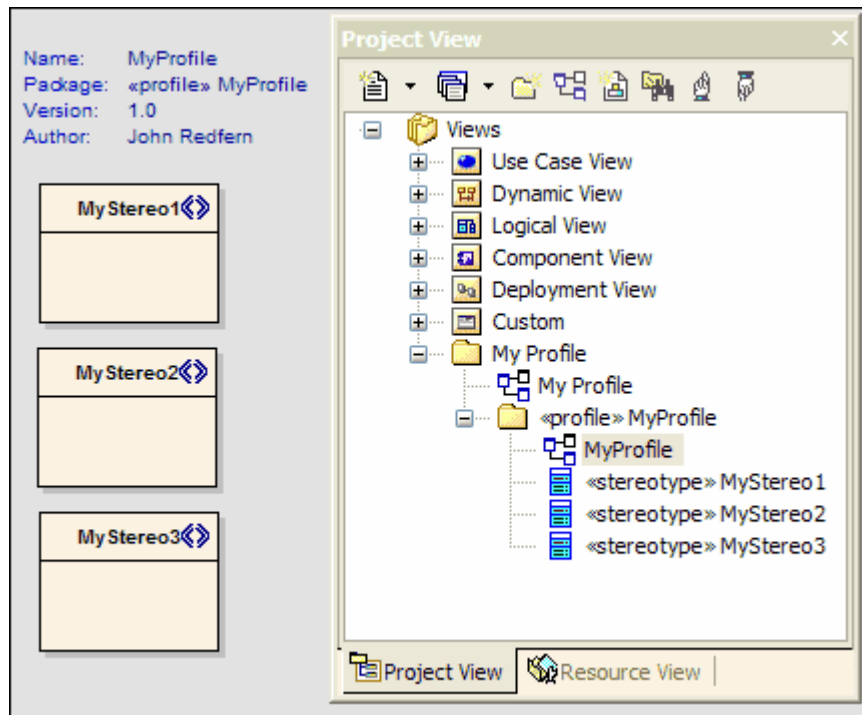 Name: MyProfile
Package: «profile» MyProfile
Version: 1.0
Author: John Redfern
MyStereo1
MyStereo2
MyStereo3
Project View
Views
Use Case View
Dynamic View
Logical View
Component View
Deployment View
Custom
My Profile
My Profile
«profile» MyProfile
MyProfile
«stereotype» MyStereo1
«stereotype» MyStereo2
«stereotype» MyStereo3
Project View
Resource View